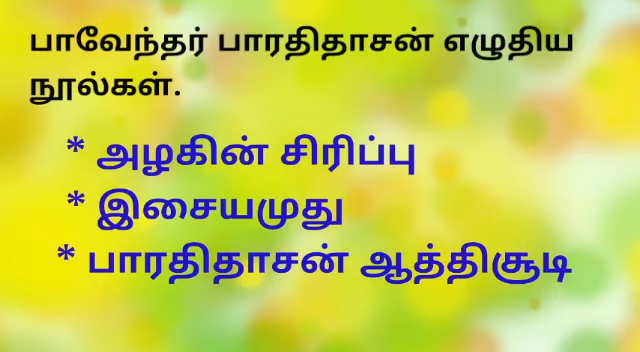 பாவேந்தர் பாரதிதாசன் எழுதிய
நூல்கள்.
* அழகின் சிரிப்பு
* இசையமுது
* பாரதிதாசன் ஆத்திசூடி